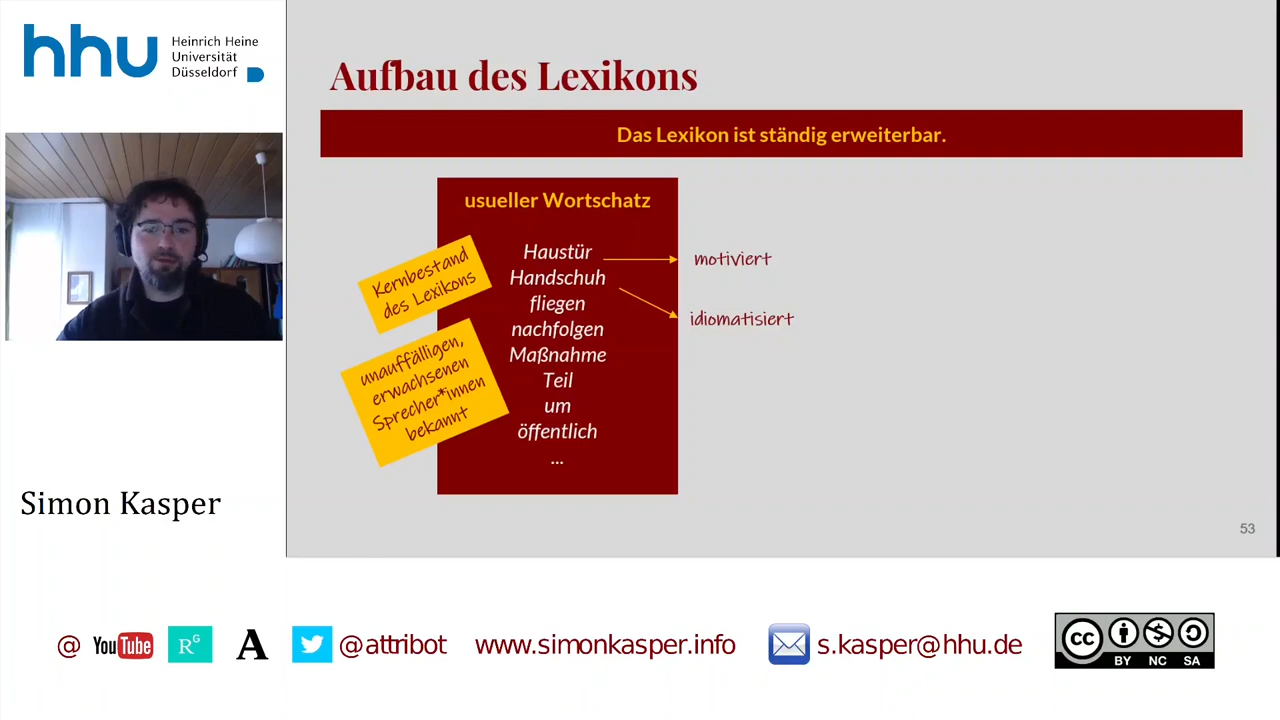 hhu
Heinrich Heine
Universität
Düsseldorf
Aufbau des Lexikons
Das Lexikon ist ständig erweiterbar.
usueller Wortschatz
Kernbestand
des Lexikons
unauffälligen,
erwachsenen
Sprecher*innen
bekannt
Haustür
Handschuh
fliegen
nachfolgen
Maßnahme
Teil
um
öffentlich
...
motiviert
idiomatisiert
53
Simon Kasper
@ YouTube RG A @attribot www.simonkasper.info s.kasper@hhu.de
cc BY NC SA